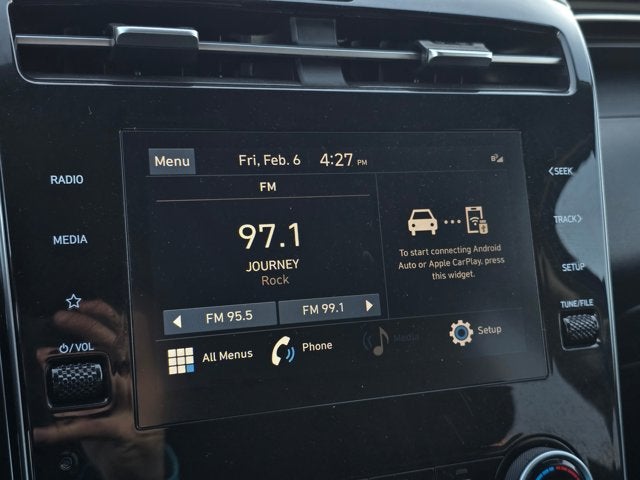 Menu
Fri, Feb. 6
4:27 PM
FM
97.1
JOURNEY
Rock
FM 95.5
FM 99.1
To start connecting Android
Auto or Apple CarPlay, press
this widget.
All Menus
Phone
Media
Setup
RADIO
MEDIA
/VOL
SEEK
TRACK
SETUP
TUNE/FILE